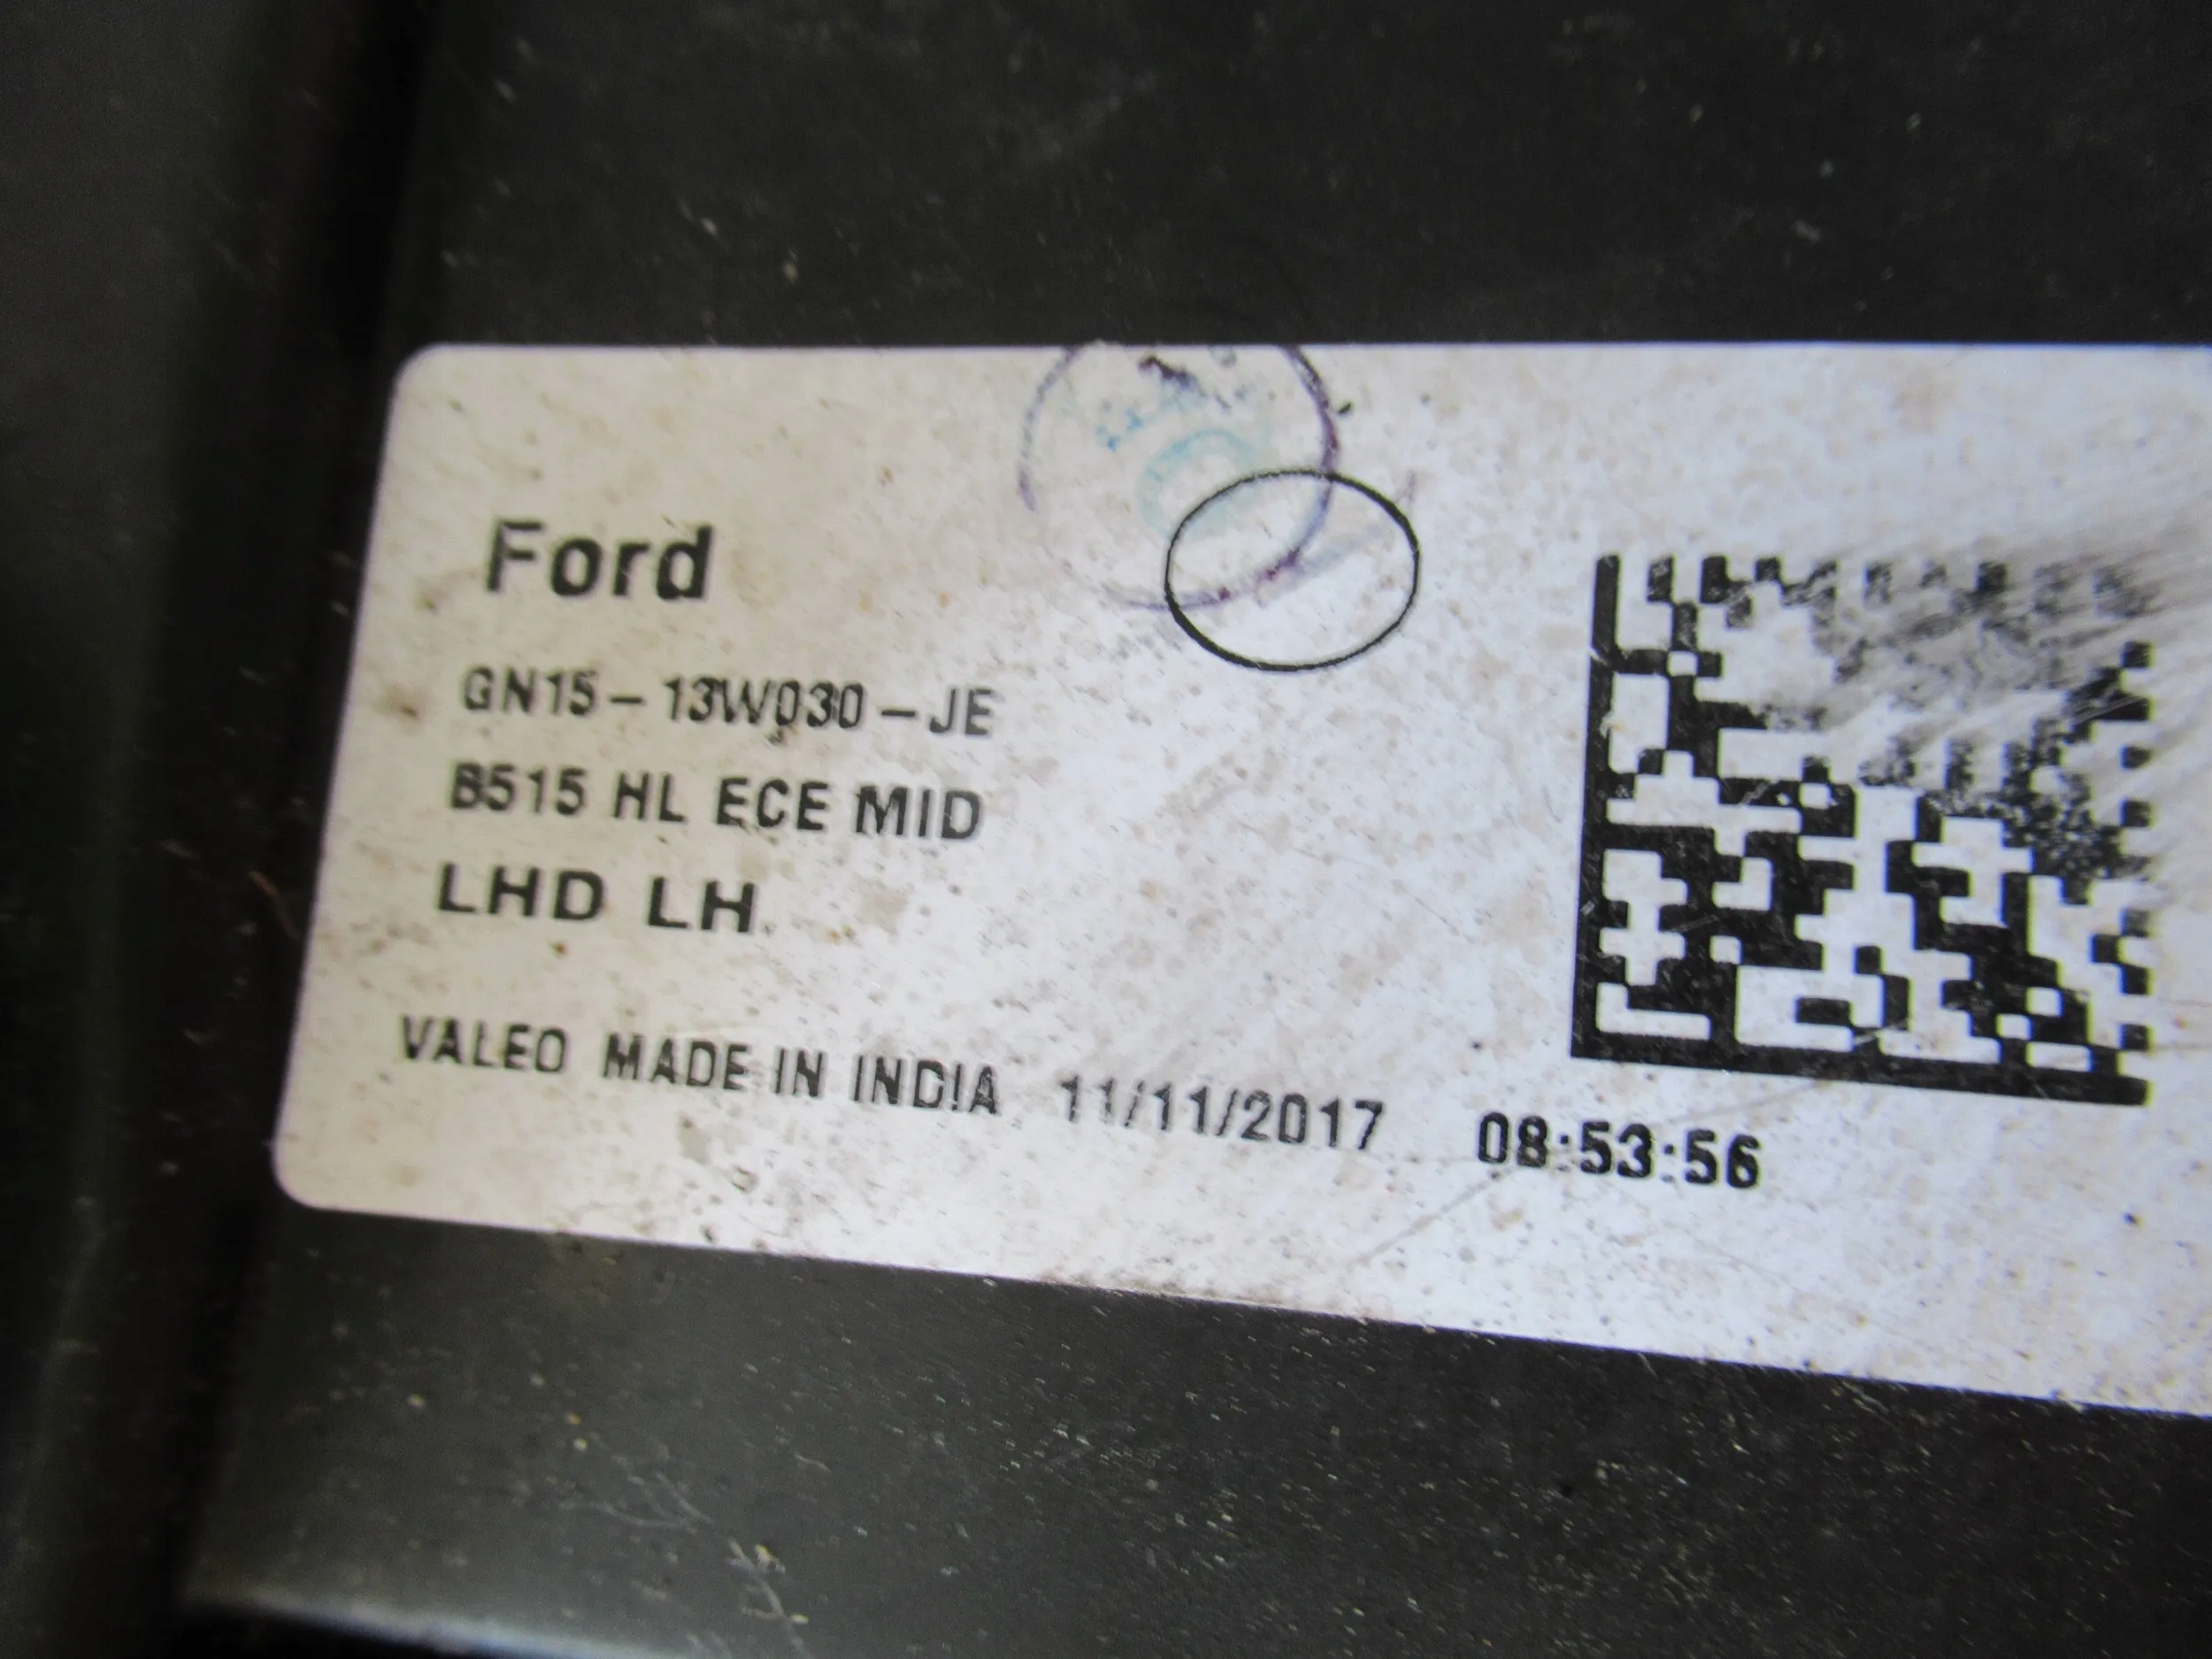 Ford
GN15-13W030-JE
B515 HL ECE MID
LHD LH
VALEO MADE IN INDIA 11/11/2017 08:53:56